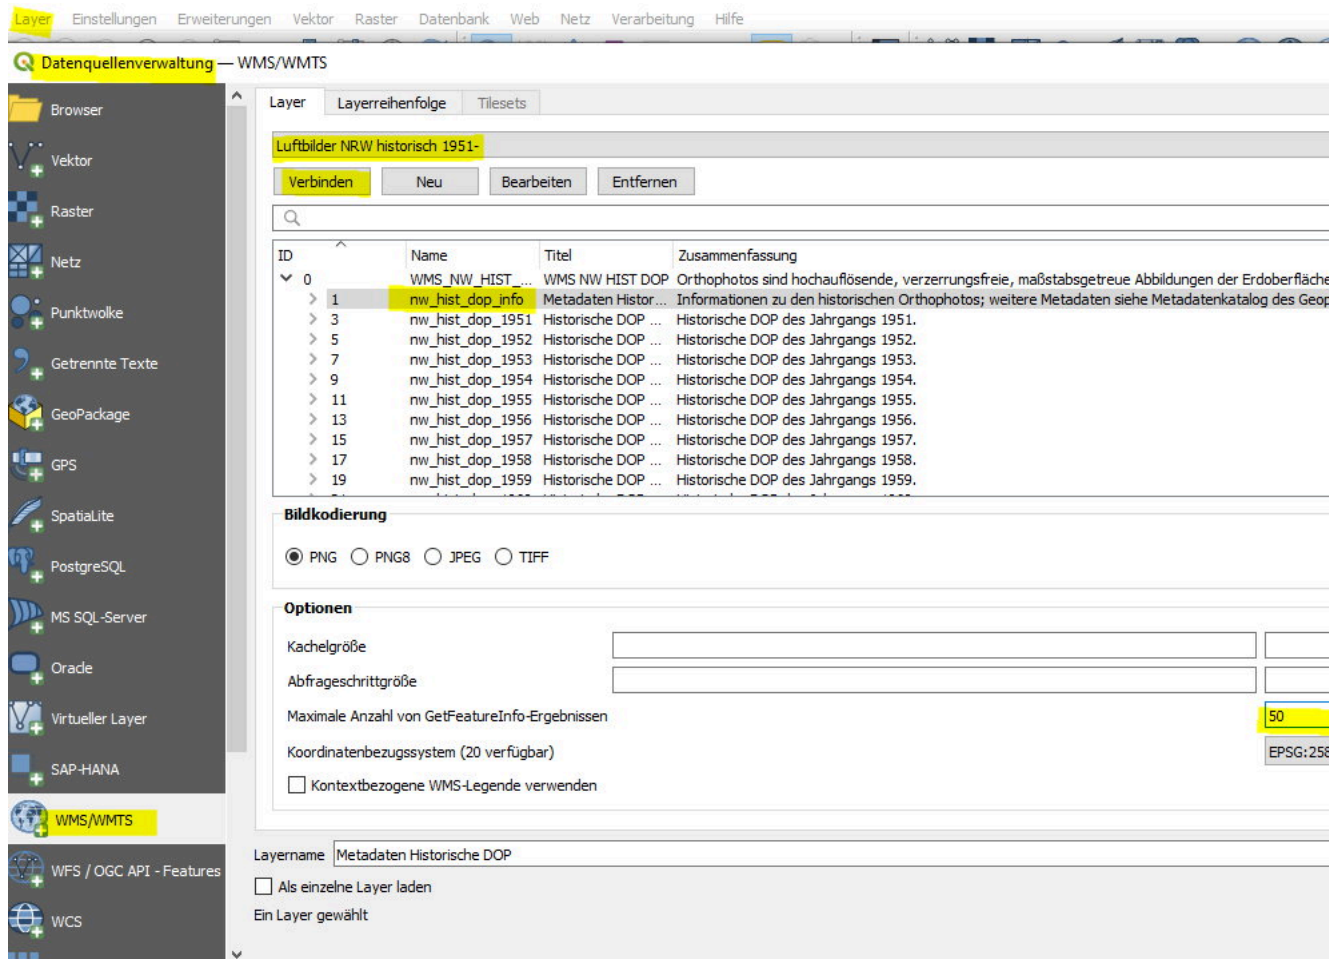 Layer Einstellungen Erweiterungen Vektor Raster Datenbank Web Netz Verarbeitung Hilfe
Datenquellenverwaltung — WMS/WMTS
Browser
Vektor
Raster
Netz
Punktwolke
Getrennte Texte
GeoPackage
GPS
SpatiaLite
PostgreSQL
MS SQL-Server
Oracle
Virtueller Layer
SAP-HANA
WMS/WMTS
WFS / OGC API - Features
WCS
Layer Layerreihenfolge Tilesets
Luftbilder NRW historisch 1951-
Verbinden Neu Bearbeiten Entfernen
ID Name Titel Zusammenfassung
0 WMS_NW_HIST_... WMS NW HIST DOP Orthophotos sind hochauflösende, verzerrungsfreie, maßstabsgetreue Abbildungen der Erdoberfläche
1 nw_hist_dop_info Metadaten Histor... Informationen zu den historischen Orthophotos; weitere Metadaten siehe Metadatenkatalog des Geop
3 nw_hist_dop_1951 Historische DOP ... Historische DOP des Jahrgangs 1951.
5 nw_hist_dop_1952 Historische DOP ... Historische DOP des Jahrgangs 1952.
7 nw_hist_dop_1953 Historische DOP ... Historische DOP des Jahrgangs 1953.
9 nw_hist_dop_1954 Historische DOP ... Historische DOP des Jahrgangs 1954.
11 nw_hist_dop_1955 Historische DOP ... Historische DOP des Jahrgangs 1955.
13 nw_hist_dop_1956 Historische DOP ... Historische DOP des Jahrgangs 1956.
15 nw_hist_dop_1957 Historische DOP ... Historische DOP des Jahrgangs 1957.
17 nw_hist_dop_1958 Historische DOP ... Historische DOP des Jahrgangs 1958.
19 nw_hist_dop_1959 Historische DOP ... Historische DOP des Jahrgangs 1959.
Bildkodierung
PNG PNG8 JPEG TIFF
Optionen
Kachelgröße
Abfrageschrittgröße
Maximale Anzahl von GetFeatureInfo-Ergebnissen 50
Koordinatenbezugssystem (20 verfügbar) EPSG:258
Kontextbezogene WMS-Legende verwenden
Layername Metadaten Historische DOP
Als einzelne Layer laden
Ein Layer gewählt